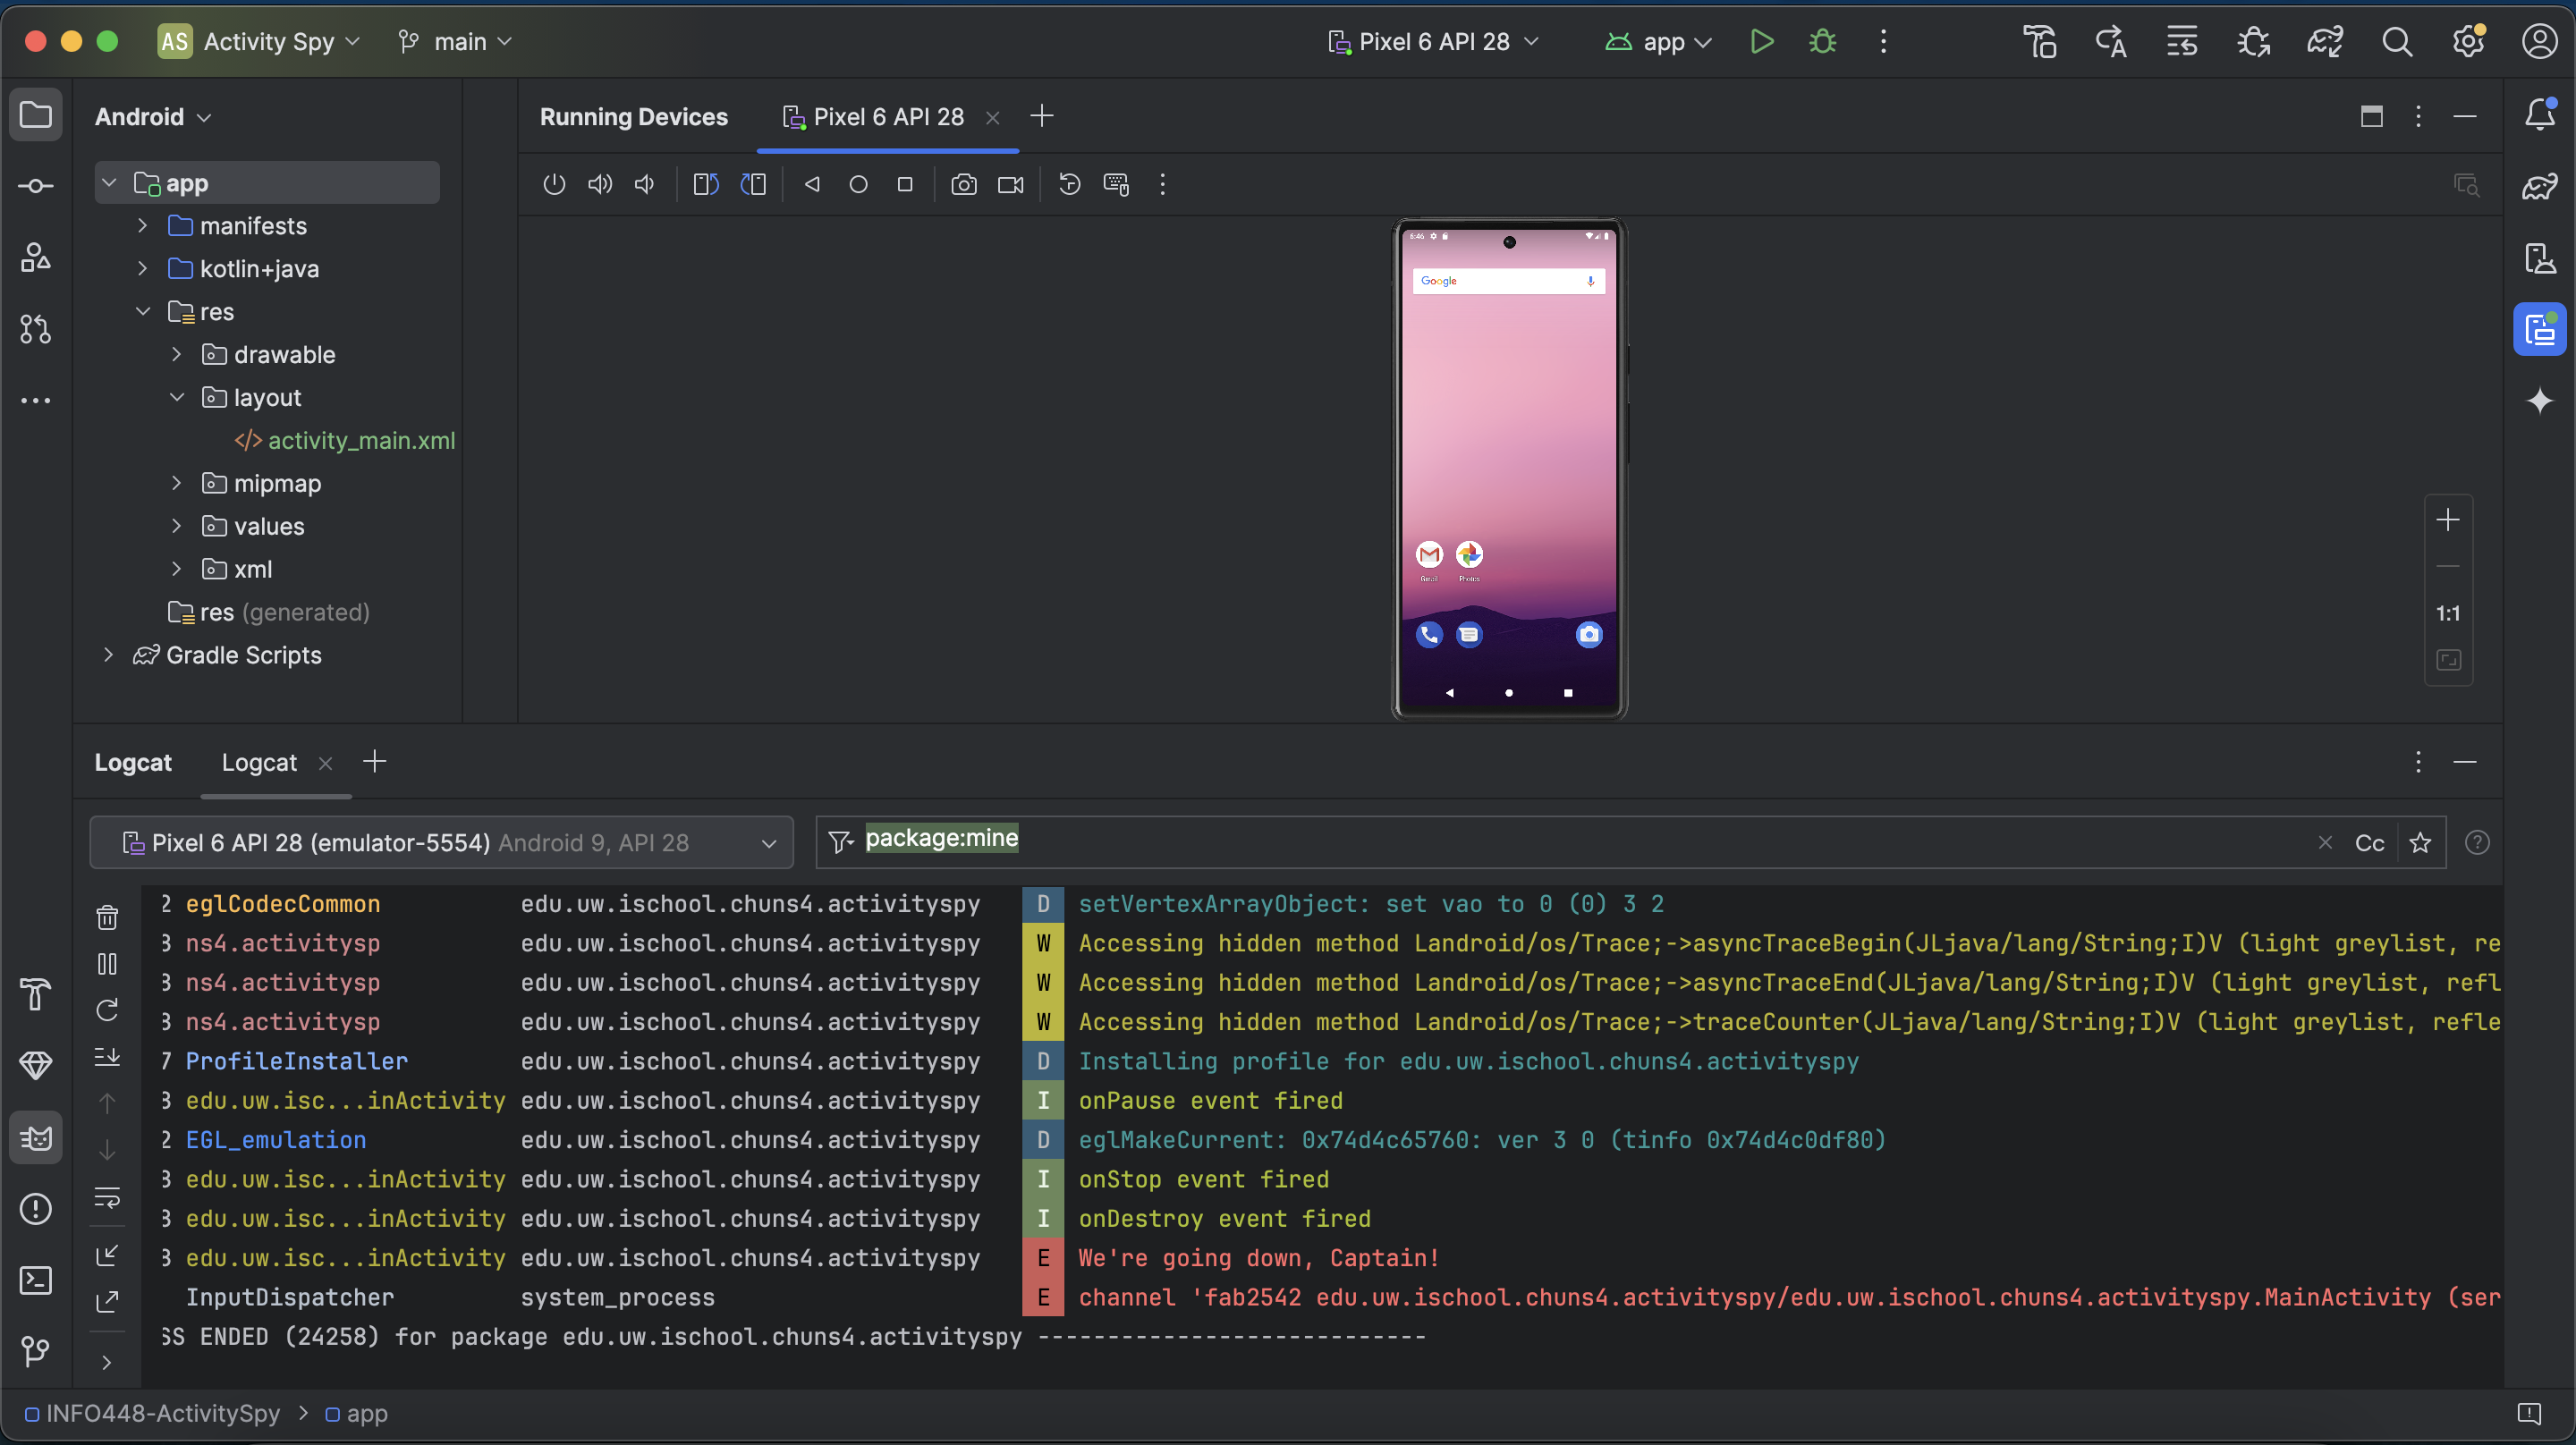 AS Activity Spy main Pixel 6 API 28 app
Android
Running Devices Pixel 6 API 28
app
manifests
kotlin+java
res
drawable
layout
</> activity_main.xml
mipmap
values
xml
res (generated)
Gradle Scripts
6:46
Google
Gmail Photos
1:1
Logcat Logcat
Pixel 6 API 28 (emulator-5554) Android 9, API 28 package:mine Cc
2 eglCodecCommon edu.uw.ischool.chuns4.activityspy D setVertexArrayObject: set vao to 0 (0) 3 2
3 ns4.activitysp edu.uw.ischool.chuns4.activityspy W Accessing hidden method Landroid/os/Trace;->asyncTraceBegin(JLjava/lang/String;I)V (light greylist, re
3 ns4.activitysp edu.uw.ischool.chuns4.activityspy W Accessing hidden method Landroid/os/Trace;->asyncTraceEnd(JLjava/lang/String;I)V (light greylist, refl
3 ns4.activitysp edu.uw.ischool.chuns4.activityspy W Accessing hidden method Landroid/os/Trace;->traceCounter(JLjava/lang/String;I)V (light greylist, refle
7 ProfileInstaller edu.uw.ischool.chuns4.activityspy D Installing profile for edu.uw.ischool.chuns4.activityspy
3 edu.uw.isc...inActivity edu.uw.ischool.chuns4.activityspy I onPause event fired
2 EGL_emulation edu.uw.ischool.chuns4.activityspy D eglMakeCurrent: 0x74d4c65760: ver 3 0 (tinfo 0x74d4c0df80)
3 edu.uw.isc...inActivity edu.uw.ischool.chuns4.activityspy I onStop event fired
3 edu.uw.isc...inActivity edu.uw.ischool.chuns4.activityspy I onDestroy event fired
3 edu.uw.isc...inActivity edu.uw.ischool.chuns4.activityspy E We're going down, Captain!
InputDispatcher system_process E channel 'fab2542 edu.uw.ischool.chuns4.activityspy/edu.uw.ischool.chuns4.activityspy.MainActivity (ser
SS ENDED (24258) for package edu.uw.ischool.chuns4.activityspy ----------------------------
INFO448-ActivitySpy > app